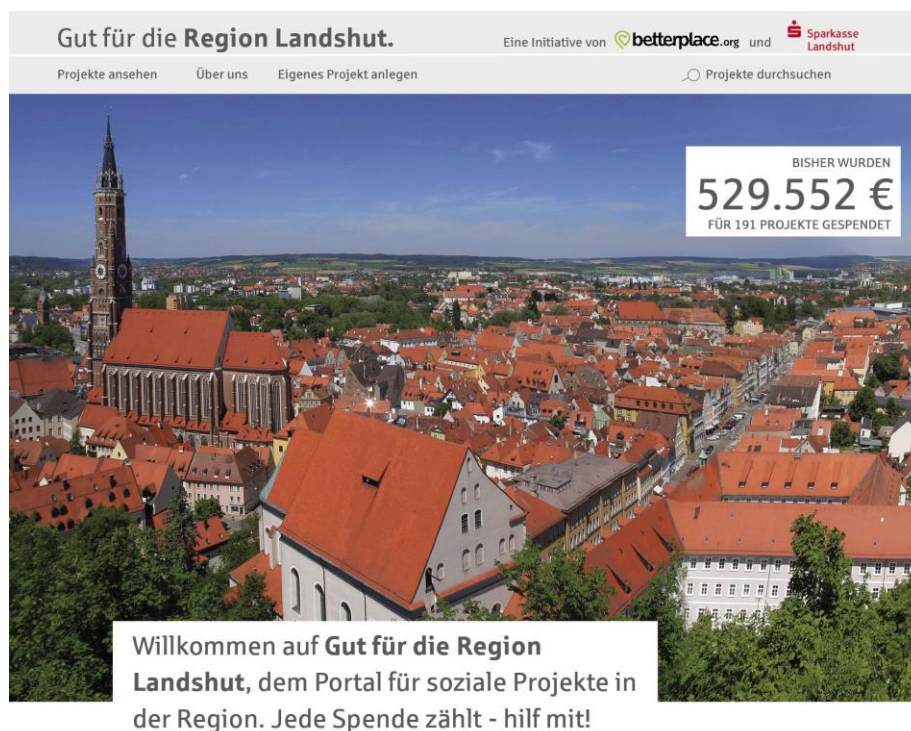 Gut für die Region Landshut.
Eine Initiative von betterplace.org und Sparkasse Landshut
Projekte ansehen Über uns Eigenes Projekt anlegen Projekte durchsuchen
BISHER WURDEN
529.552 €
FÜR 191 PROJEKTE GESPENDET
Willkommen auf Gut für die Region
Landshut, dem Portal für soziale Projekte in
der Region. Jede Spende zählt - hilf mit!